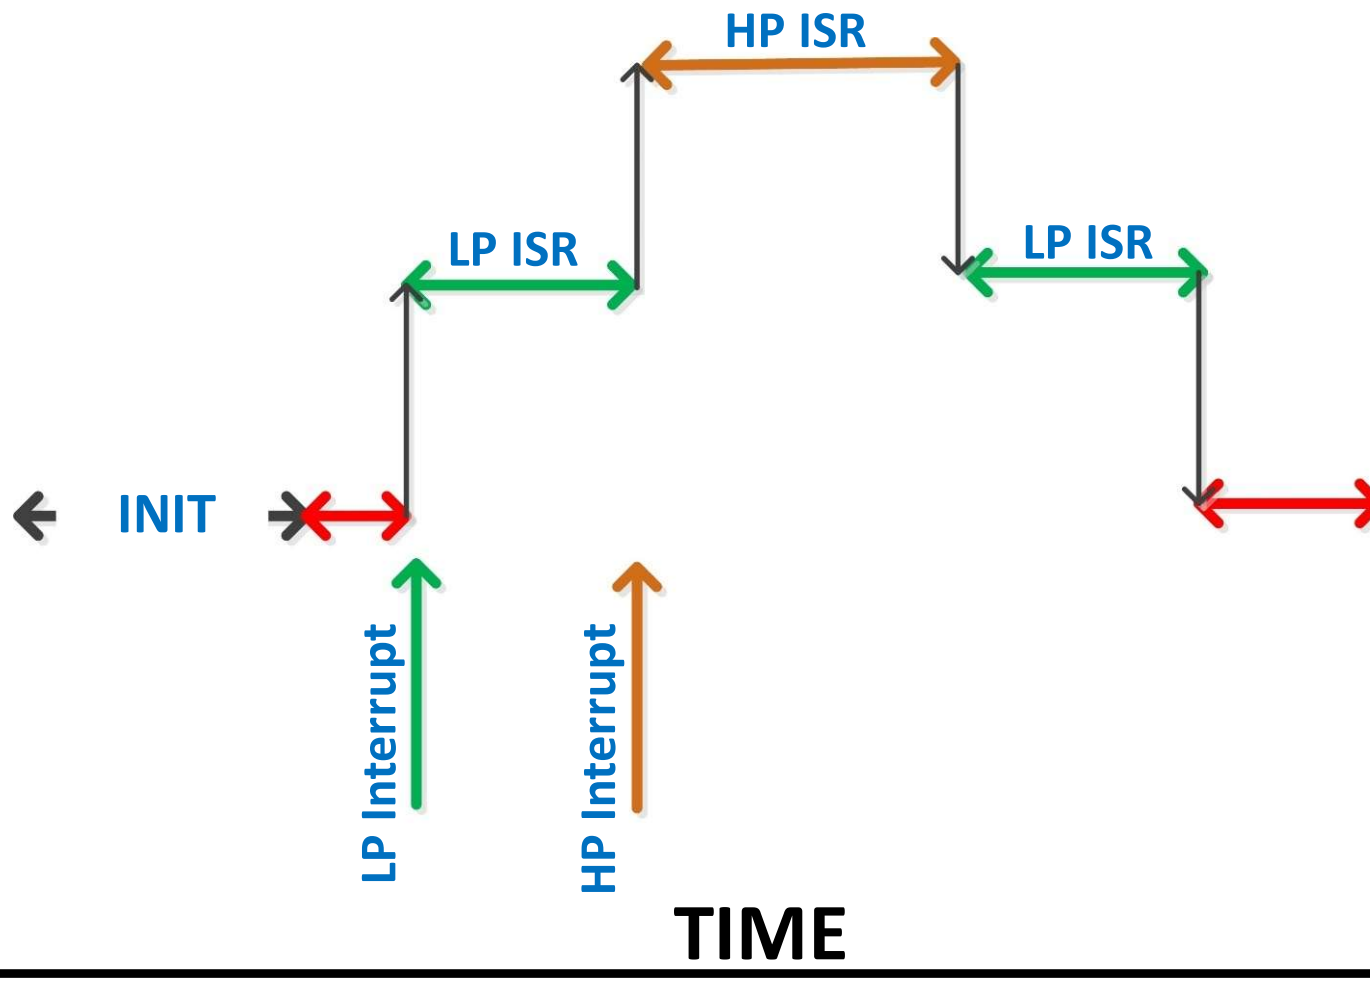 HP ISR
LP ISR
LP ISR
INIT
LP Interrupt
HP Interrupt
TIME